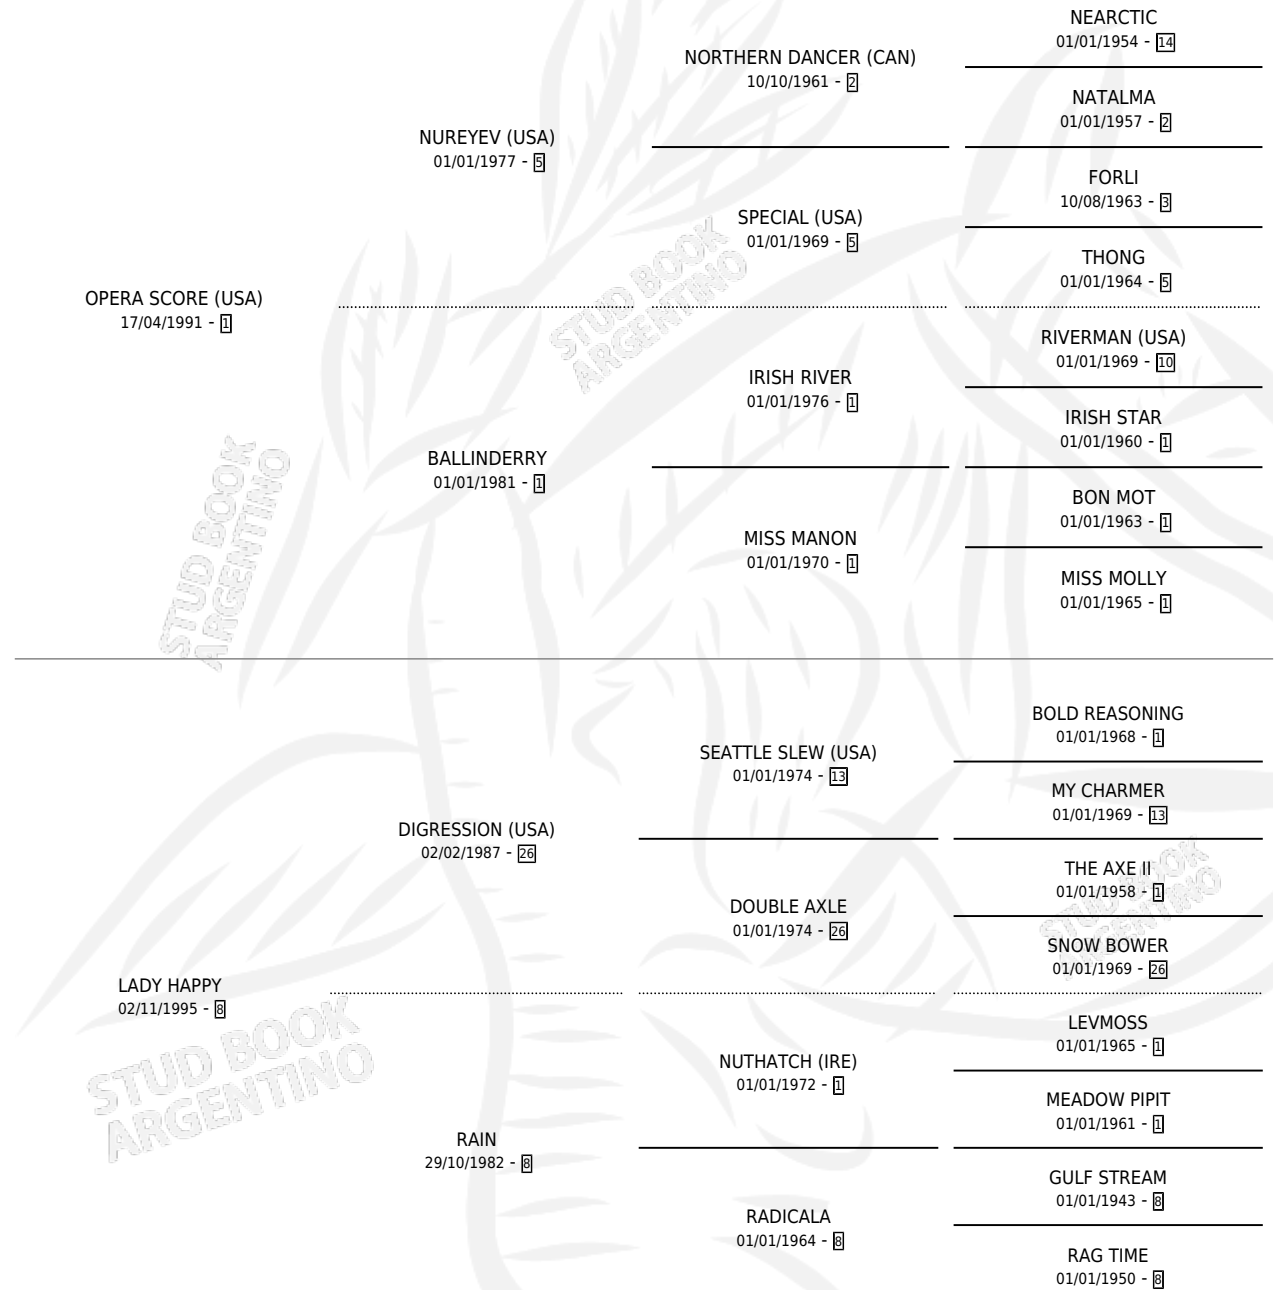 NEARCTIC
01/01/1954 - 14
NORTHERN DANCER (CAN)
10/10/1961 - 2
NATALMA
01/01/1957 - 2
NUREYEV (USA)
01/01/1977 - 5
FORLI
10/08/1963 - 3
SPECIAL (USA)
01/01/1969 - 5
THONG
01/01/1964 - 5
OPERA SCORE (USA)
17/04/1991 - 1
RIVERMAN (USA)
01/01/1969 - 10
IRISH RIVER
01/01/1976 - 1
IRISH STAR
01/01/1960 - 1
BALLINDERRY
01/01/1981 - 1
BON MOT
01/01/1963 - 1
MISS MANON
01/01/1970 - 1
MISS MOLLY
01/01/1965 - 1
BOLD REASONING
01/01/1968 - 1
SEATTLE SLEW (USA)
01/01/1974 - 13
MY CHARMER
01/01/1969 - 13
DIGRESSION (USA)
02/02/1987 - 26
THE AXE II
01/01/1958 - 1
DOUBLE AXLE
01/01/1974 - 26
SNOW BOWER
01/01/1969 - 26
LADY HAPPY
02/11/1995 - 8
LEVMOSS
01/01/1965 - 1
NUTHATCH (IRE)
01/01/1972 - 1
MEADOW PIPIT
01/01/1961 - 1
RAIN
29/10/1982 - 8
GULF STREAM
01/01/1943 - 8
RADICALA
01/01/1964 - 8
RAG TIME
01/01/1950 - 8
STUD BOOK
ARGENTINO
STUD BOOK
ARGENTINO
STUD BOOK
ARGENTINO
STUD BOOK
ARGENTINO